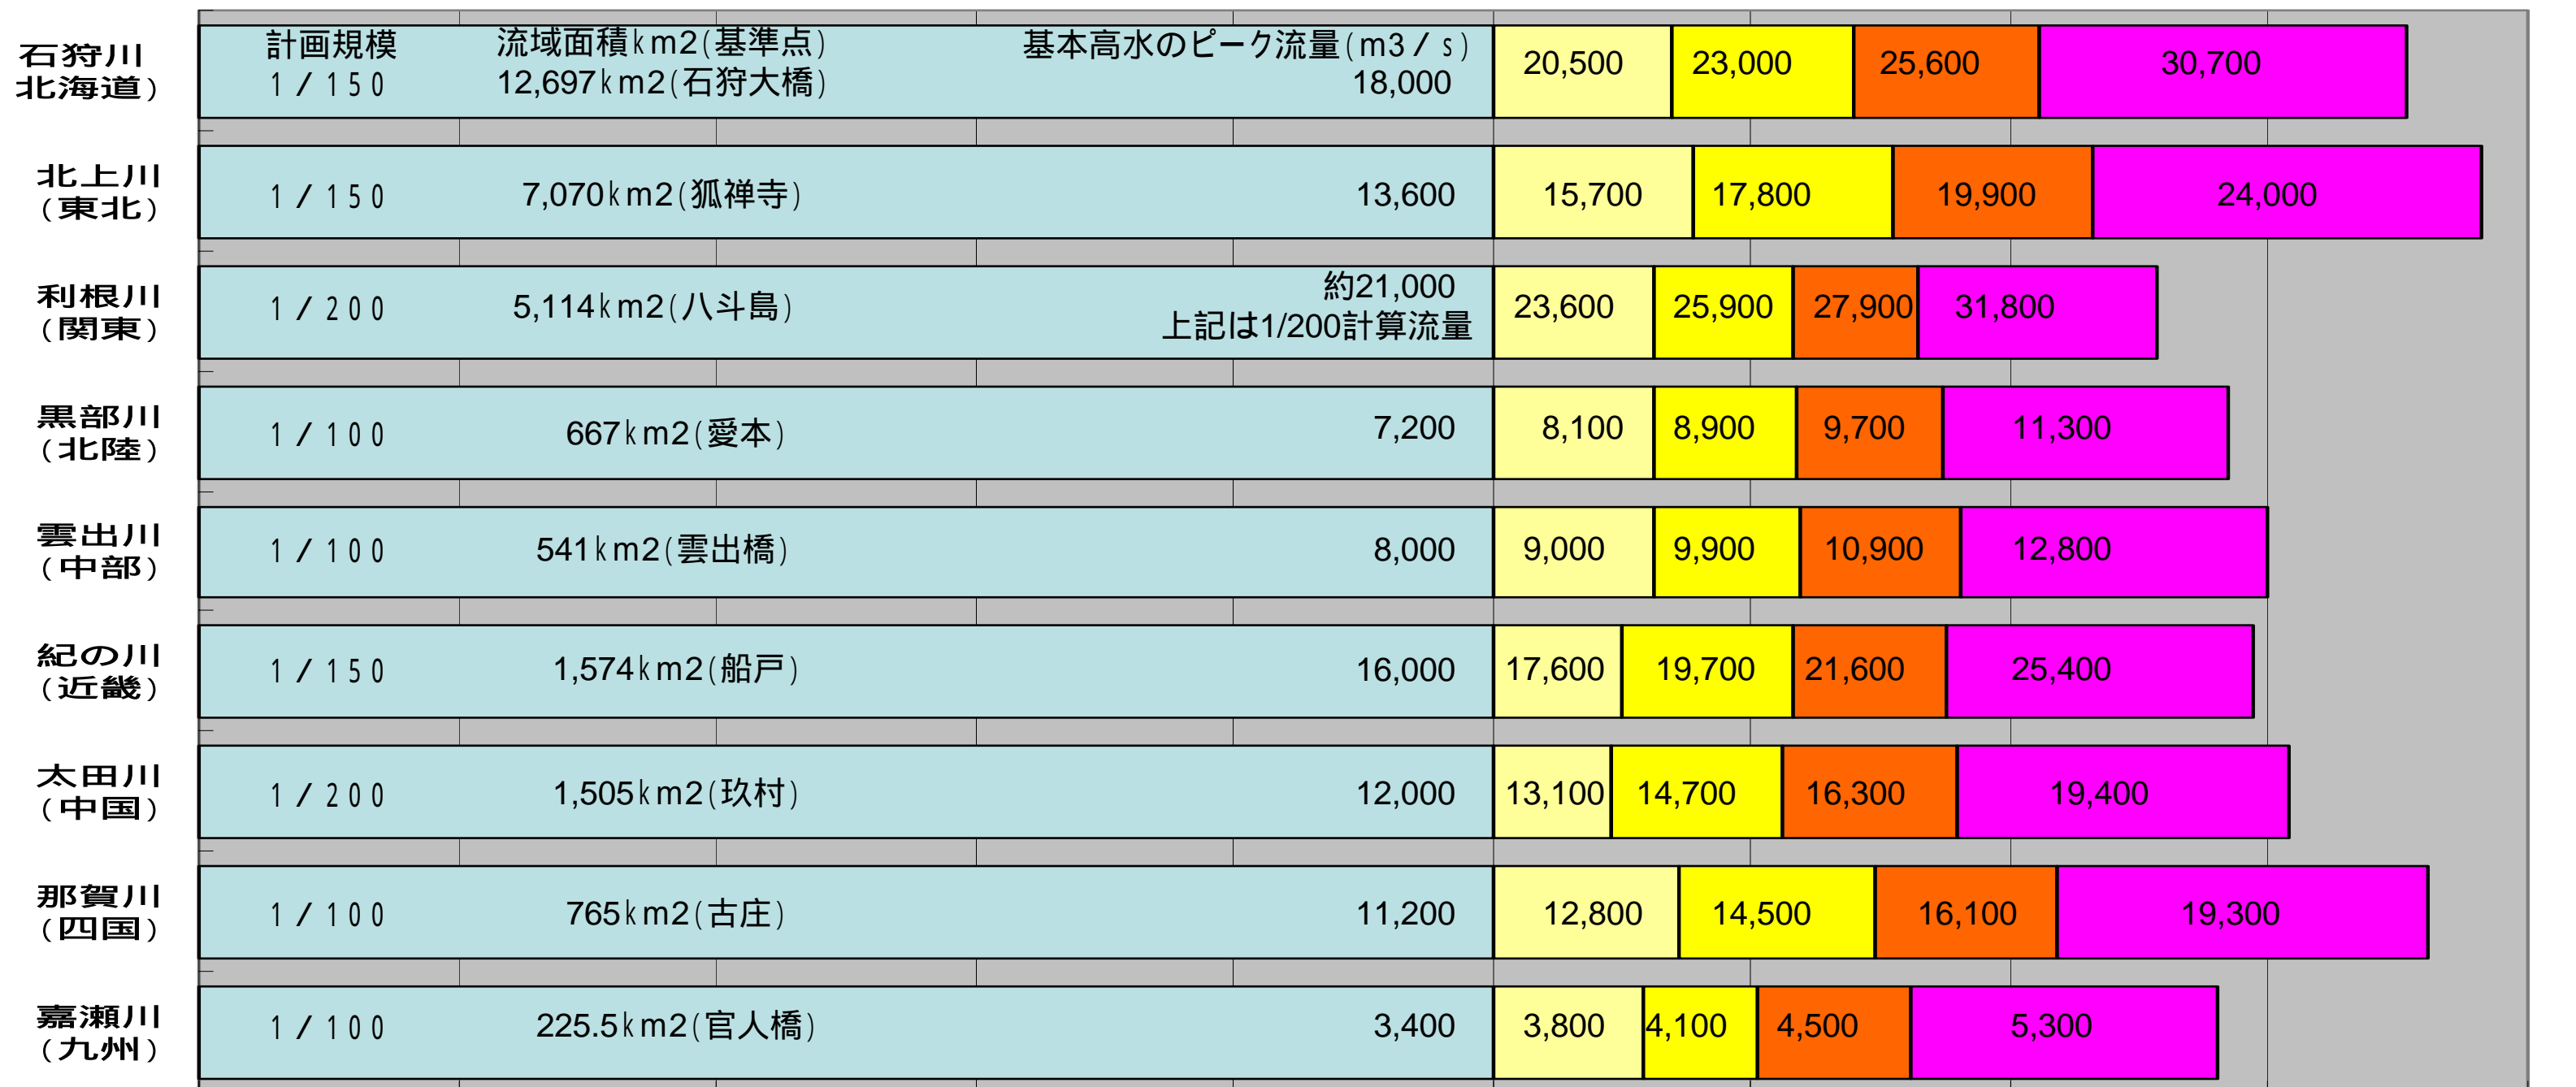 石狩川
北海道)
計画規模
1/150
流域面積km2(基準点)
12,697km2(石狩大橋)
基本高水のピーク流量(m3/s)
18,000
20,500
23,000
25,600
30,700
北上川
(東北)
1/150
7,070km2(狐禅寺)
13,600
15,700
17,800
19,900
24,000
利根川
(関東)
1/200
5,114km2(八斗島)
約21,000
上記は1/200計算流量
23,600
25,900
27,900
31,800
黒部川
(北陸)
1/100
667km2(愛本)
7,200
8,100
8,900
9,700
11,300
雲出川
(中部)
1/100
541km2(雲出橋)
8,000
9,000
9,900
10,900
12,800
紀の川
(近畿)
1/150
1,574km2(船戸)
16,000
17,600
19,700
21,600
25,400
太田川
(中国)
1/200
1,505km2(玖村)
12,000
13,100
14,700
16,300
19,400
那賀川
(四国)
1/100
765km2(古庄)
11,200
12,800
14,500
16,100
19,300
嘉瀬川
(九州)
1/100
225.5km2(官人橋)
3,400
3,800
4,100
4,500
5,300